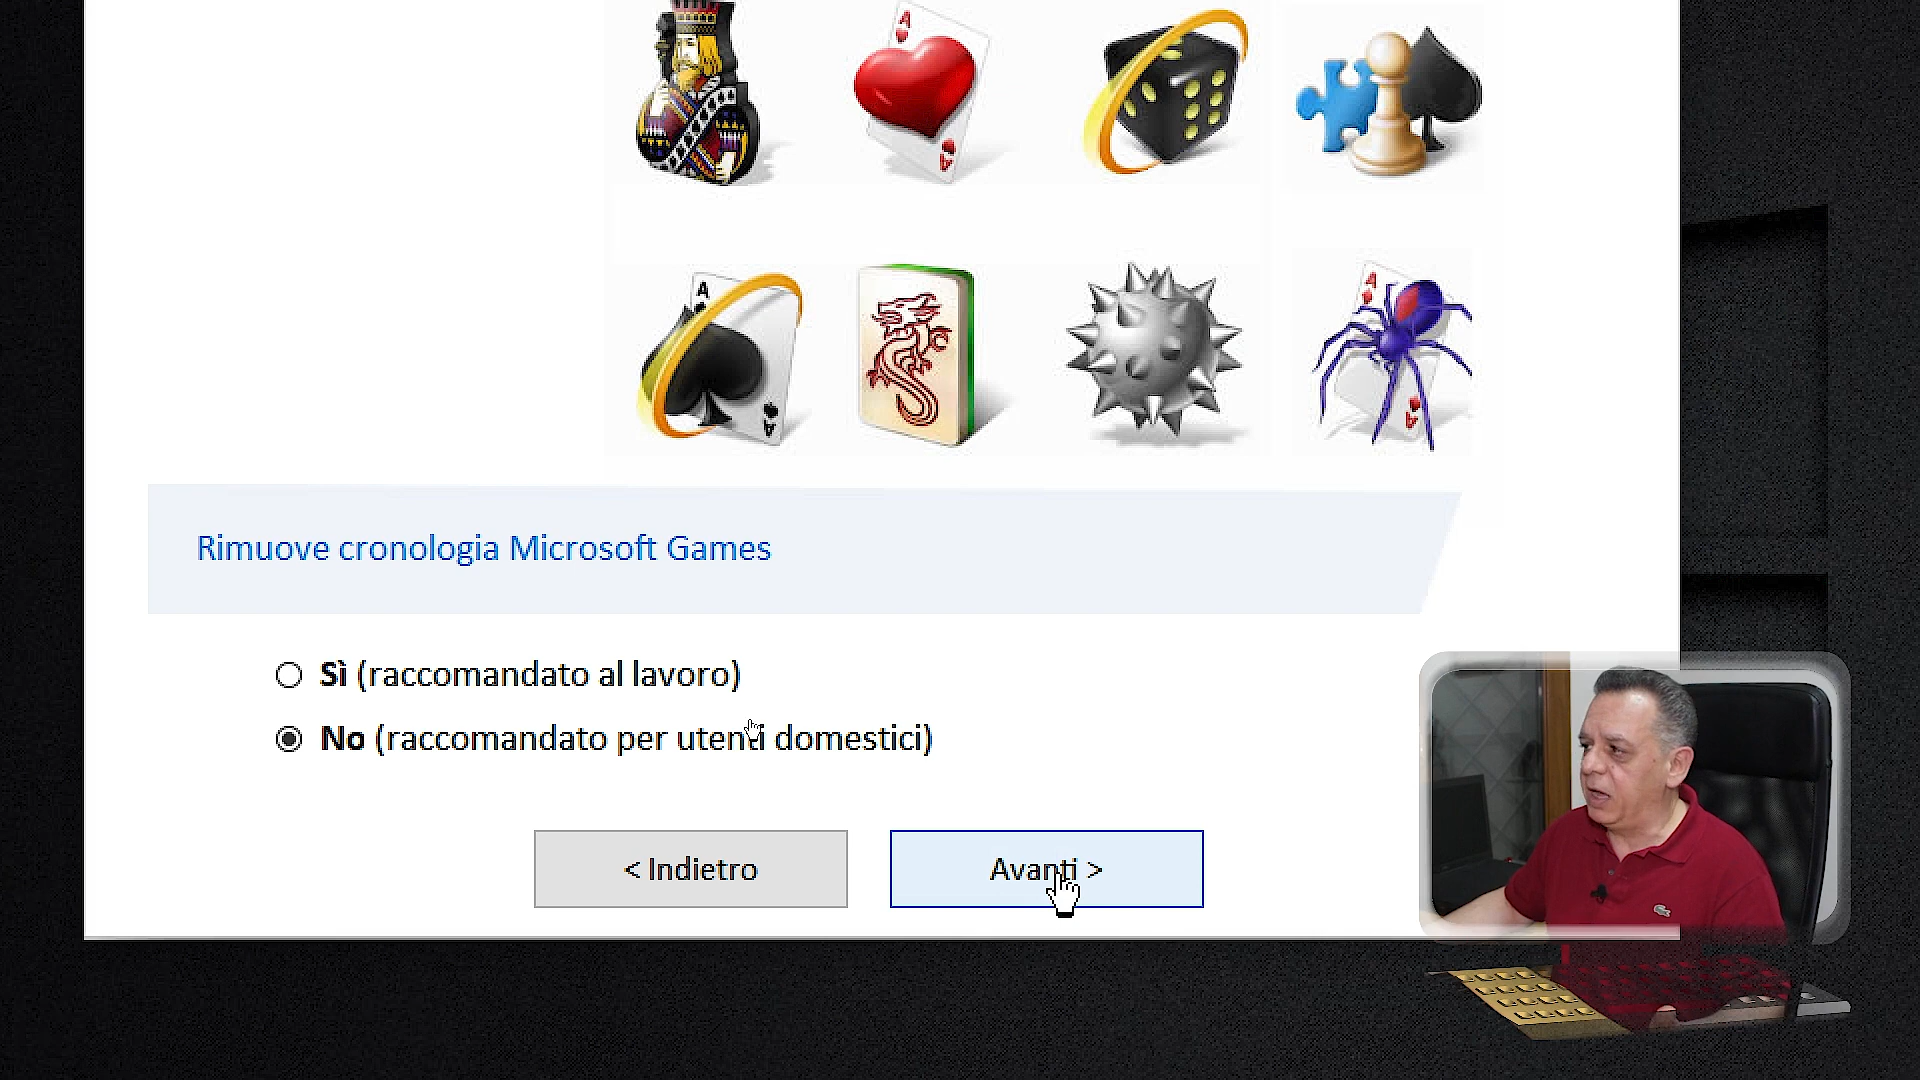 A
A
A
A
A
A
Rimuove cronologia Microsoft Games
Sì (raccomandato al lavoro)
No (raccomandato per utenti domestici)
< Indietro
Avanti >